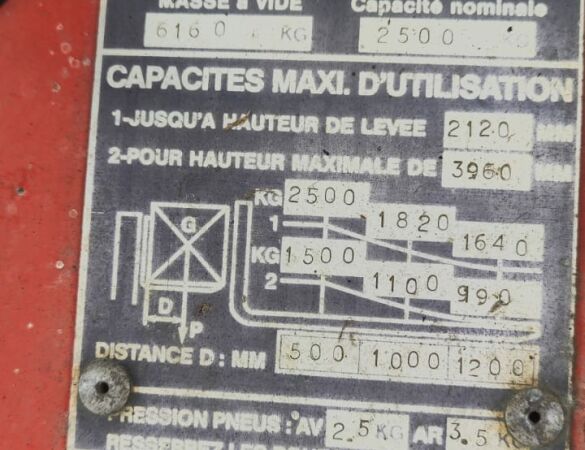 MASSE à VIDE Capacité nominale
6160 KG 2500 KG
CAPACITES MAXI. D'UTILISATION
1-JUSQU'A HAUTEUR DE LEVEE 2120 MM
2-POUR HAUTEUR MAXIMALE DE 3960 MM
KG 2500 1820 1640
1
KG 1500 1100 990
2
G
D
P
DISTANCE D : MM 500 1000 1200
PRESSION PNEUS : AV 2.5 KG AR 3.5
RESSERREZ LES